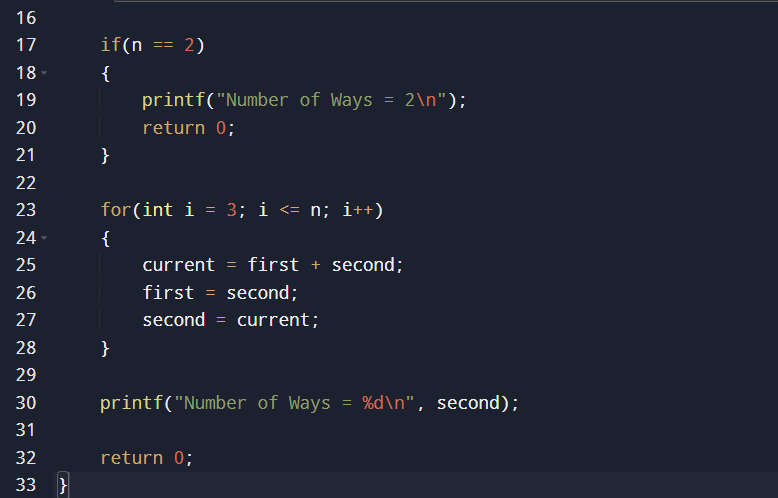 16
17    if(n == 2)
18    {
19        printf("Number of Ways = 2\n");
20        return 0;
21    }
22
23    for(int i = 3; i <= n; i++)
24    {
25        current = first + second;
26        first = second;
27        second = current;
28    }
29
30    printf("Number of Ways = %d\n", second);
31
32    return 0;
33 }